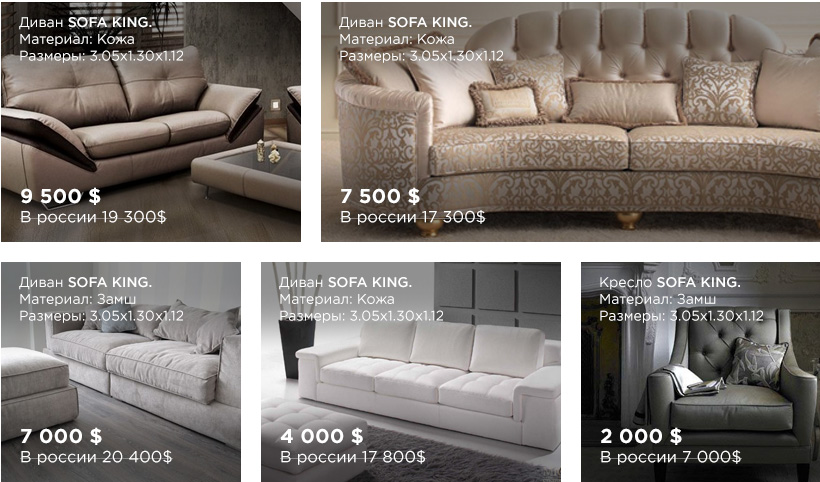 Диван SOFA KING.
Материал: Кожа
Размеры: 3.05x1.30x1.12
9 500 $
В россии 19 300$
Диван SOFA KING.
Материал: Кожа
Размеры: 3.05x1.30x1.12
7 500 $
В россии 17 300$
Диван SOFA KING.
Материал: Замш
Размеры: 3.05x1.30x1.12
7 000 $
В россии 20 400$
Диван SOFA KING.
Материал: Кожа
Размеры: 3.05x1.30x1.12
4 000 $
В россии 17 800$
Кресло SOFA KING.
Материал: Замш
Размеры: 3.05x1.30x1.12
2 000 $
В россии 7 000$